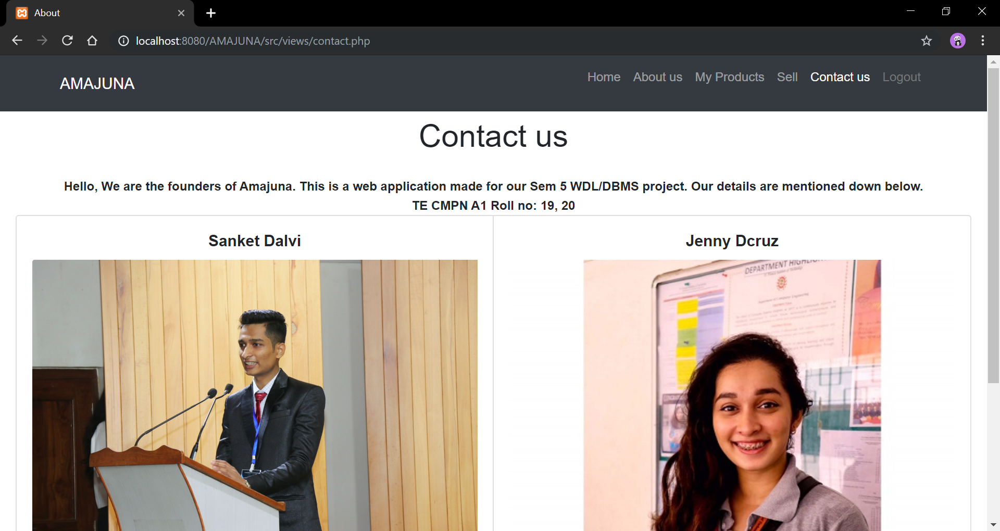 About
localhost:8080/AMAJUNA/src/views/contact.php
AMAJUNA
Home About us My Products Sell Contact us Logout
Contact us
Hello, We are the founders of Amajuna. This is a web application made for our Sem 5 WDL/DBMS project. Our details are mentioned down below.
TE CMPN A1 Roll no: 19, 20
Sanket Dalvi
Jenny Dcruz
DEPARTMENT